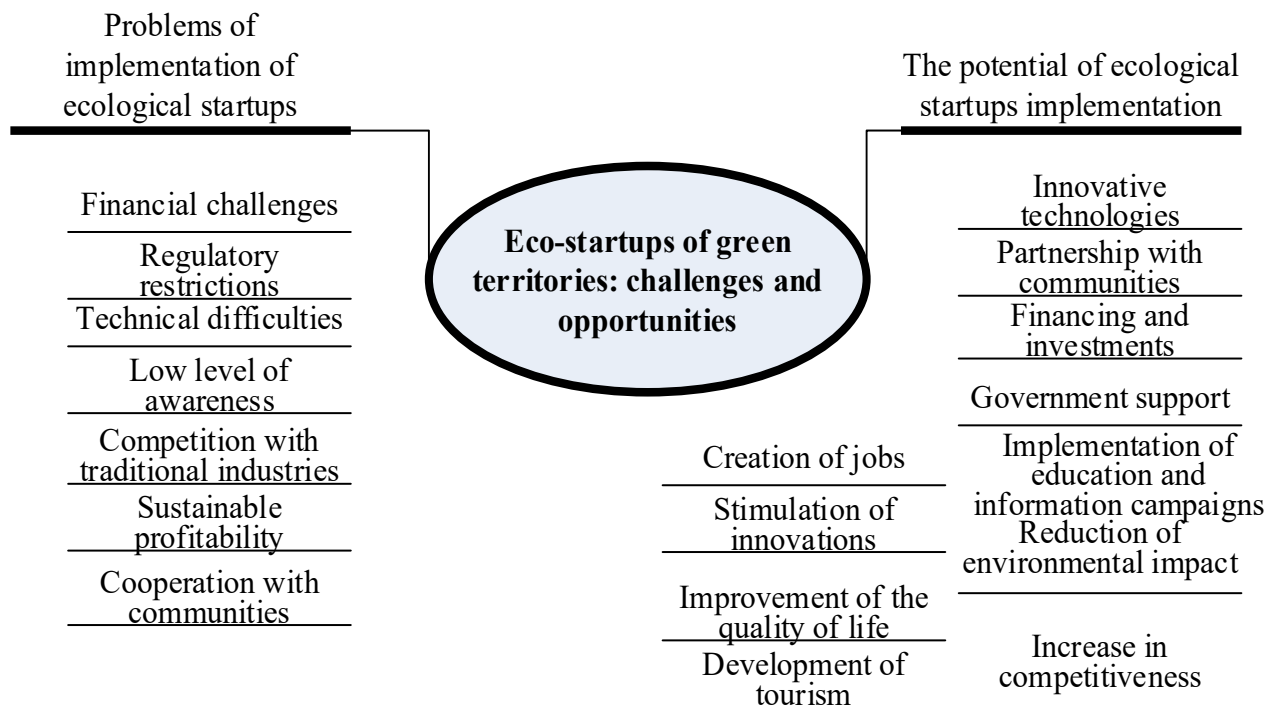 Problems of
implementation of
ecological startups
Financial challenges
Regulatory
restrictions
Technical difficulties
Low level of
awareness
Competition with
traditional industries
Sustainable
profitability
Cooperation with
communities
Eco-startups of green
territories: challenges and
opportunities
The potential of ecological
startups implementation
Innovative
technologies
Partnership with
communities
Financing and
investments
Government support
Implementation of
education and
information campaigns
Reduction of
environmental impact
Increase in
competitiveness
Creation of jobs
Stimulation of
innovations
Improvement of the
quality of life
Development of
tourism